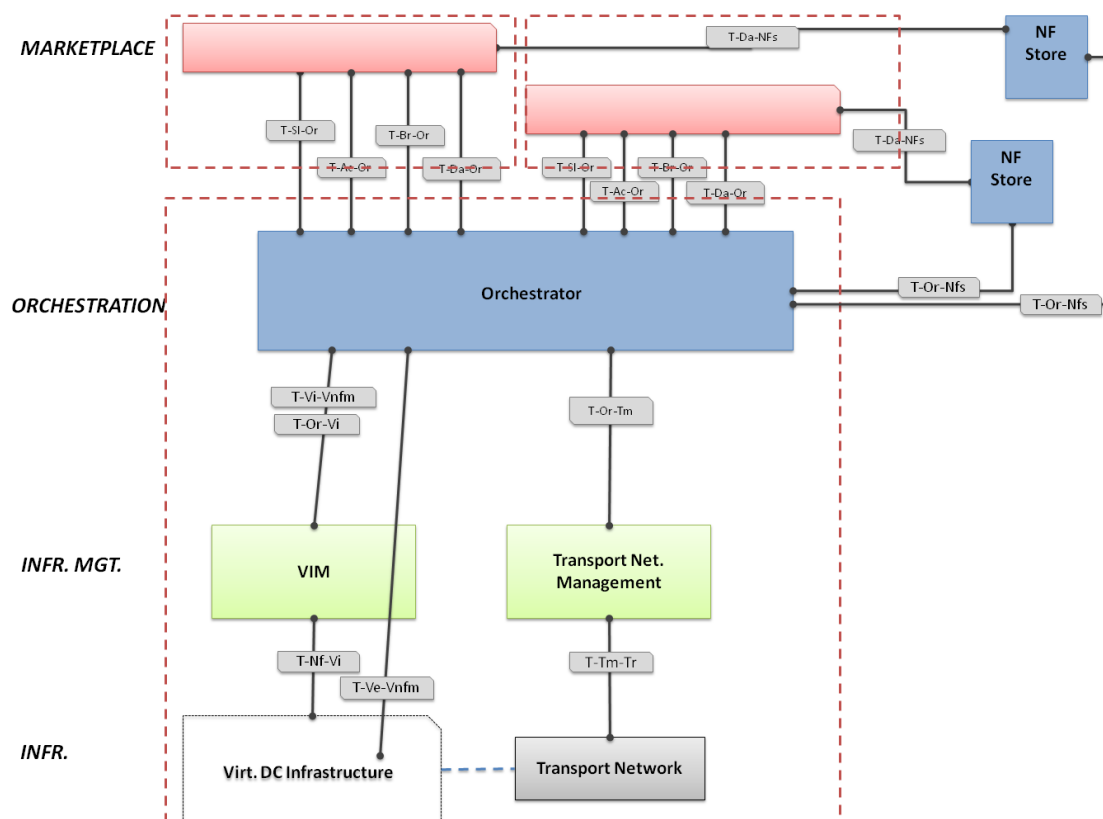 MARKETPLACE
T-Da-NFs
NF
Store
T-Sl-Or
T-Br-Or
T-Ac-Or
T-Da-Or
T-Da-NFs
NF
Store
T-Sl-Or
T-Br-Or
T-Ac-Or
T-Da-Or
ORCHESTRATION
Orchestrator
T-Or-Nfs
T-Or-Nfs
T-Vi-Vnfm
T-Or-Vi
T-Or-Tm
INFR. MGT.
VIM
Transport Net.
Management
T-Nf-Vi
T-Ve-Vnfm
T-Tm-Tr
INFR.
Virt. DC Infrastructure
Transport Network